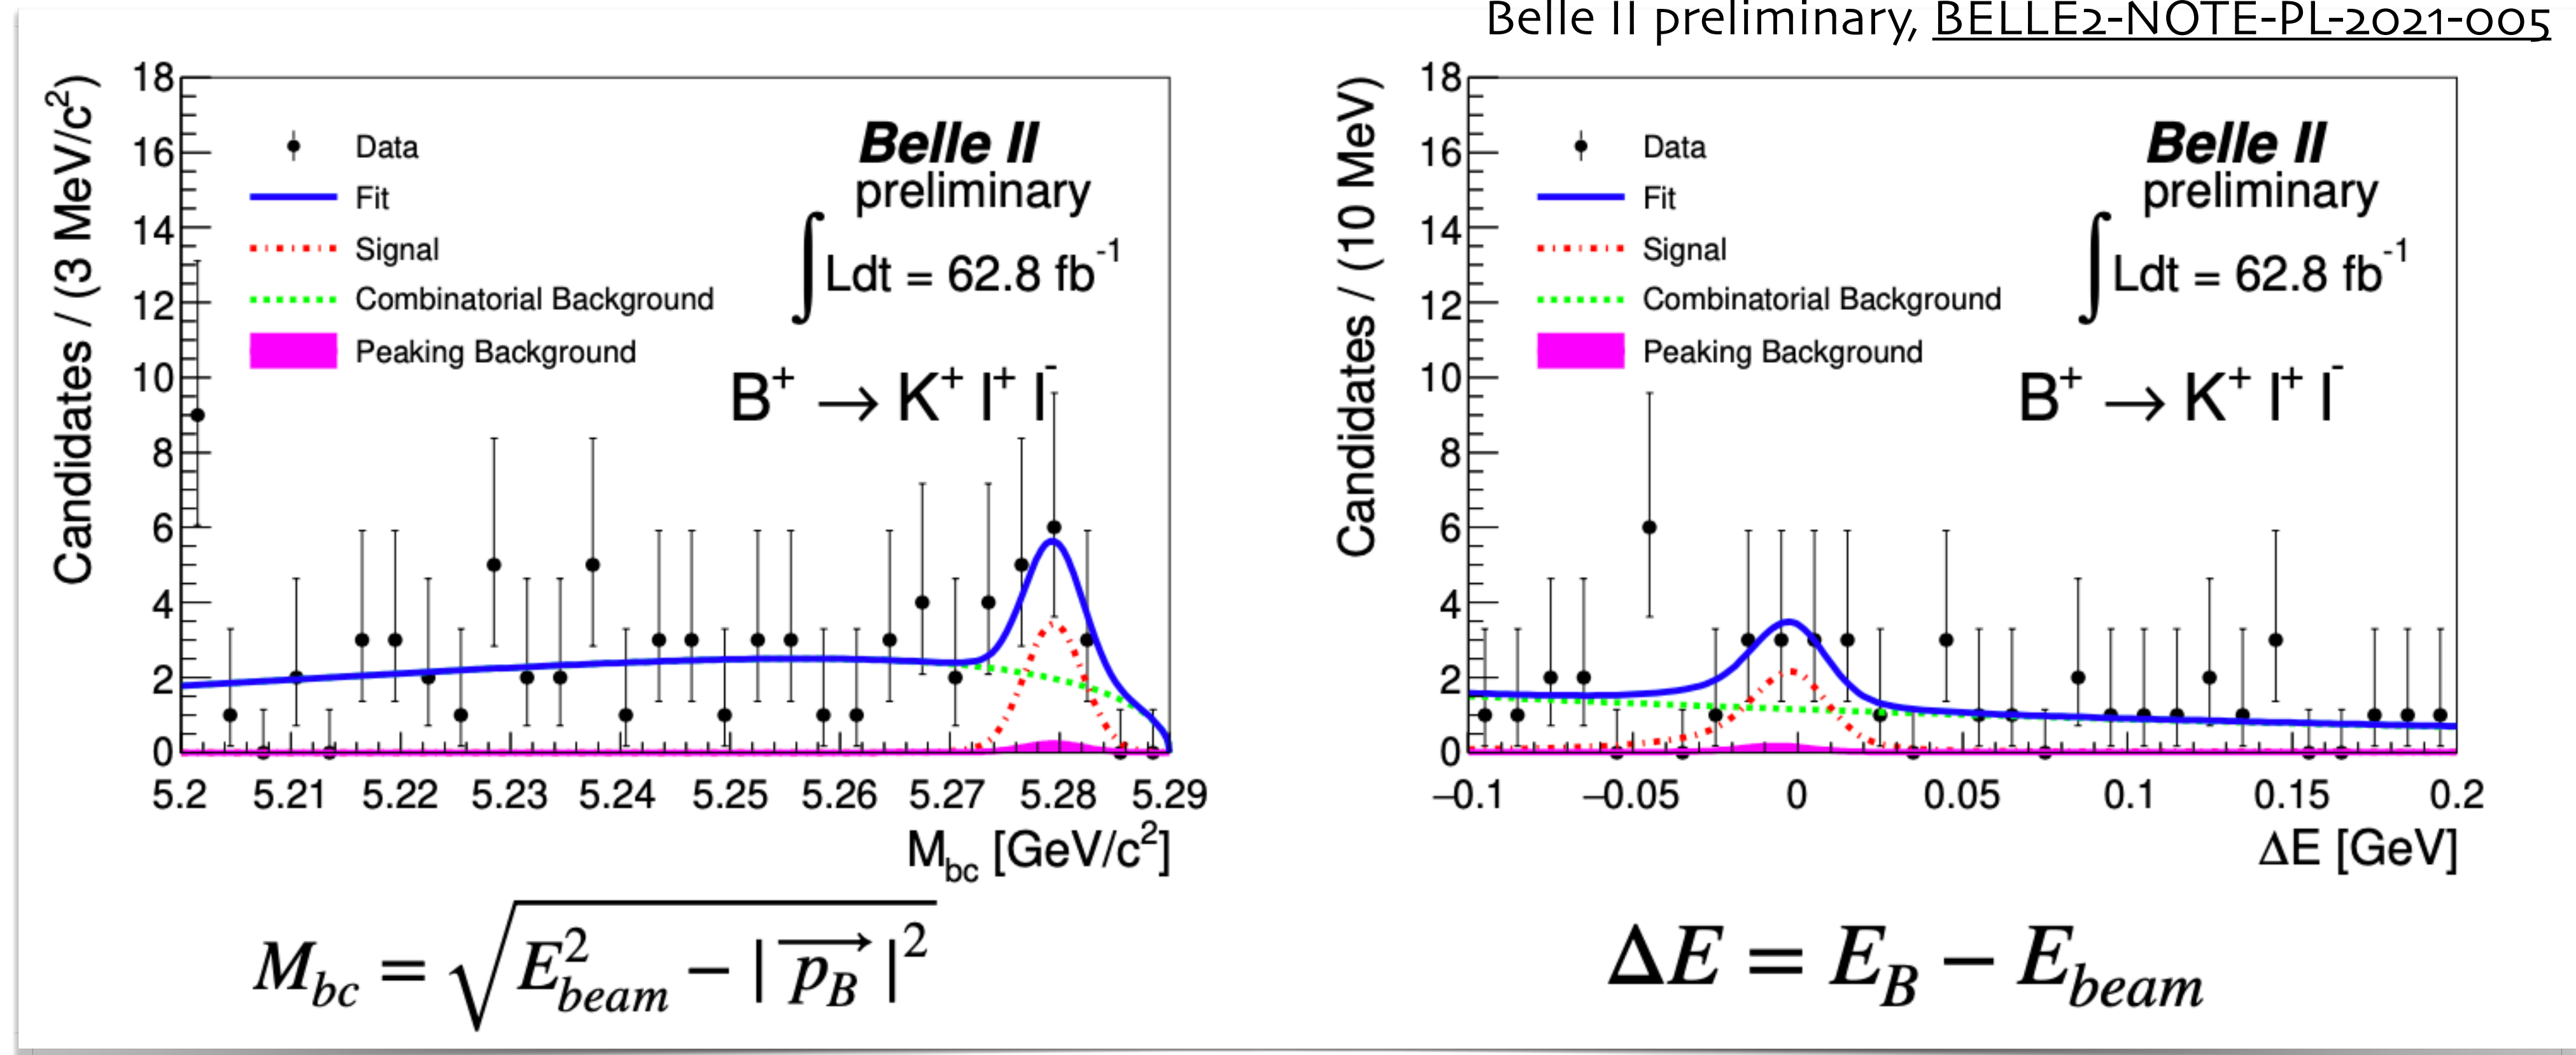 Belle II preliminary, BELLE2-NOTE-PL-2021-005
Candidates / (3 MeV/c²)
18
16
14
12
10
8
6
4
2
0
Data
Fit
Signal
Combinatorial Background
Peaking Background
Belle II
preliminary
∫Ldt = 62.8 fb⁻¹
B⁺ → K⁺ l⁺ l⁻
5.2 5.21 5.22 5.23 5.24 5.25 5.26 5.27 5.28 5.29
M_bc [GeV/c²]
M_bc = √(E²_beam − |p_B→|²)
Candidates / (10 MeV)
18
16
14
12
10
8
6
4
2
0
Data
Fit
Signal
Combinatorial Background
Peaking Background
Belle II
preliminary
∫Ldt = 62.8 fb⁻¹
B⁺ → K⁺ l⁺ l⁻
−0.1 −0.05 0 0.05 0.1 0.15 0.2
ΔE [GeV]
ΔE = E_B − E_beam